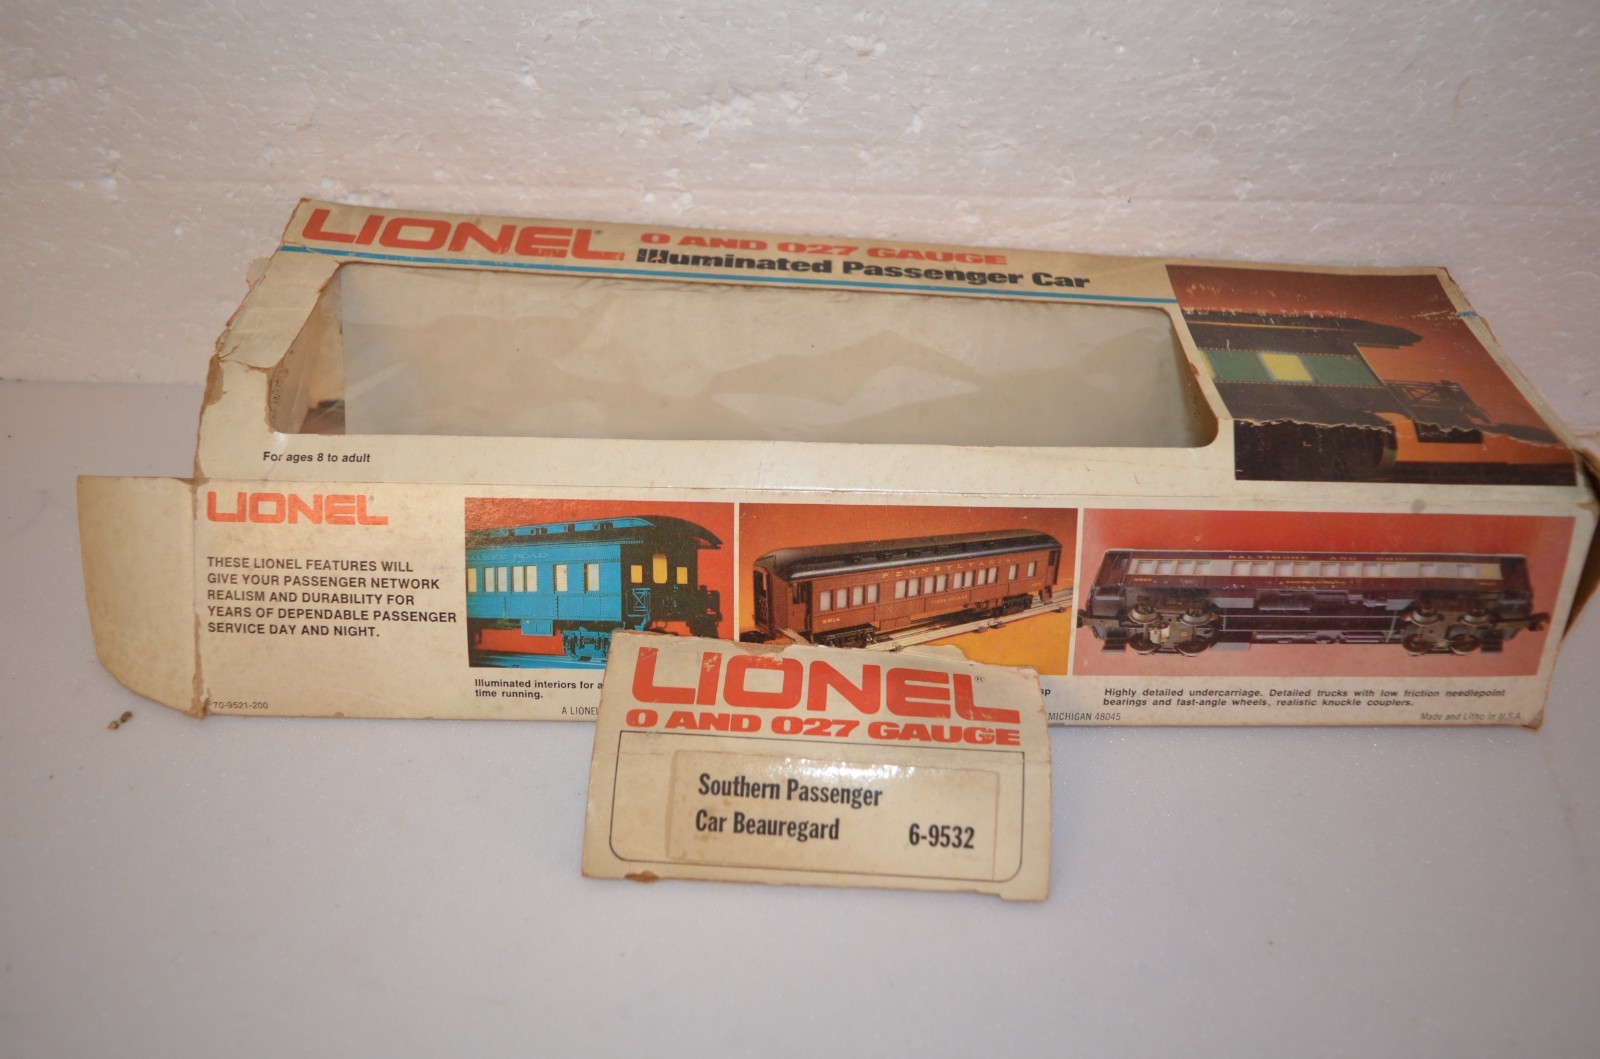 LIONEL®
O AND O27 GAUGE
Illuminated Passenger Car
For ages 8 to adult
LIONEL
THESE LIONEL FEATURES WILL
GIVE YOUR PASSENGER NETWORK
REALISM AND DURABILITY FOR
YEARS OF DEPENDABLE PASSENGER
SERVICE DAY AND NIGHT.
70-9521-200
ROAD
PENNSYLVANIA
BALTIMORE AND OHIO
Illuminated interiors for
time running.
A LIONEL
MICHIGAN 48045
Highly detailed undercarriage. Detailed trucks with low friction needlepoint
bearings and fast-angle wheels, realistic knuckle couplers.
Made and Litho in U.S.A.
LIONEL®
O AND O27 GAUGE
Southern Passenger
Car Beauregard 6-9532